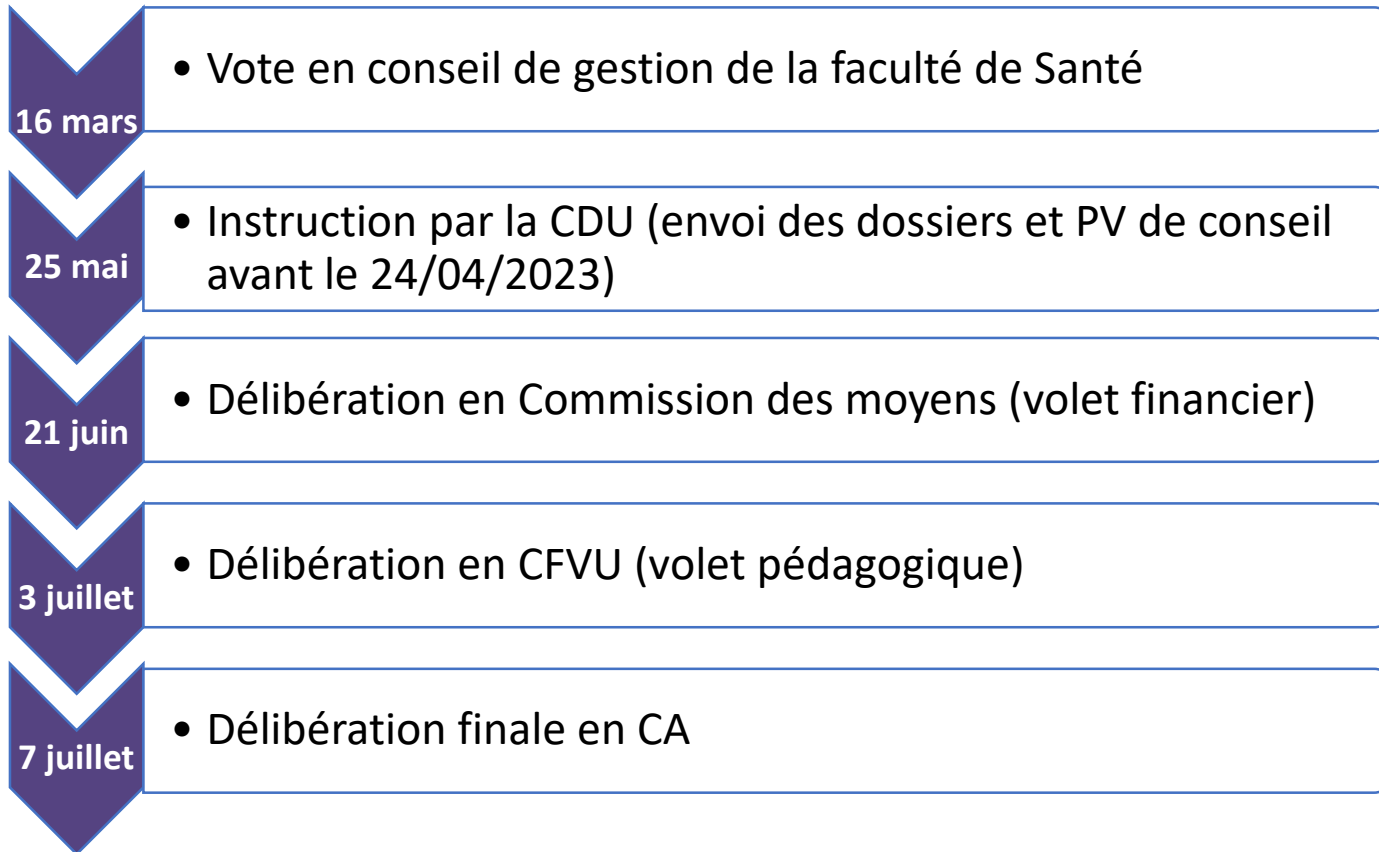 16 mars
• Vote en conseil de gestion de la faculté de Santé
25 mai
• Instruction par la CDU (envoi des dossiers et PV de conseil
avant le 24/04/2023)
21 juin
• Délibération en Commission des moyens (volet financier)
3 juillet
• Délibération en CFVU (volet pédagogique)
7 juillet
• Délibération finale en CA